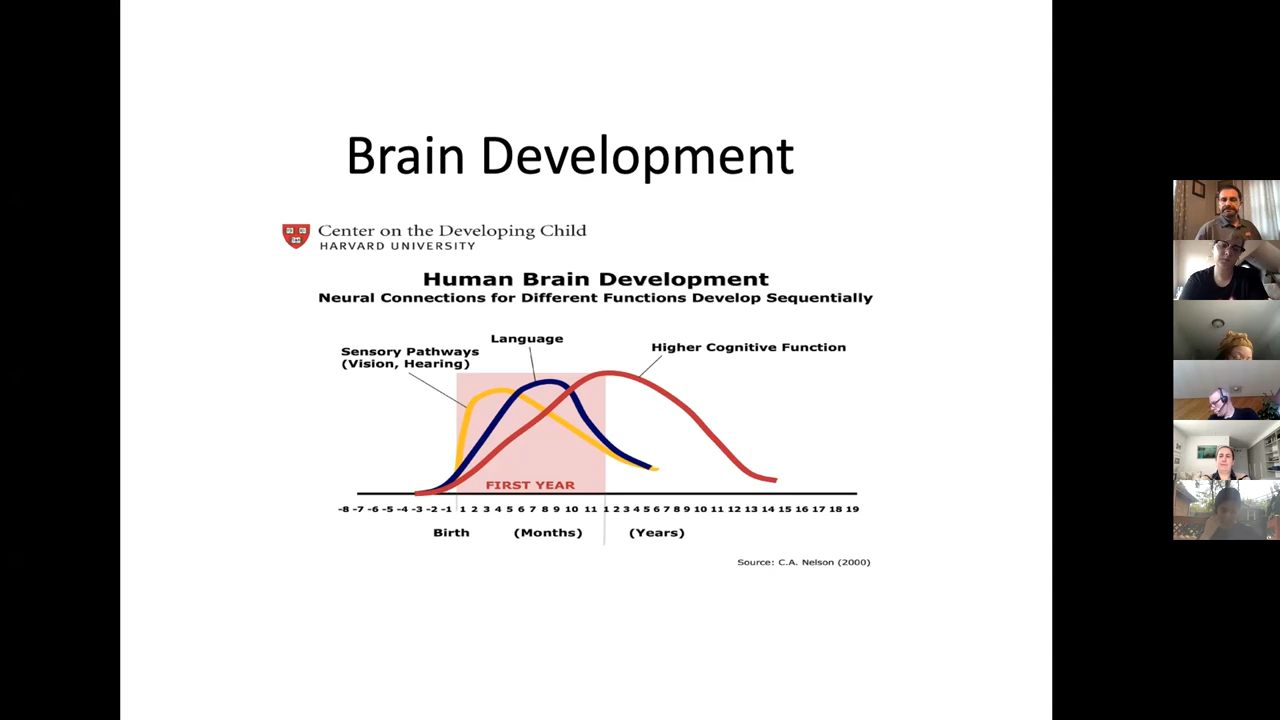 Brain Development
Center on the Developing Child
HARVARD UNIVERSITY
Human Brain Development
Neural Connections for Different Functions Develop Sequentially
Language
Sensory Pathways
(Vision, Hearing)
Higher Cognitive Function
FIRST YEAR
-8 -7 -6 -5 -4 -3 -2 -1 1 2 3 4 5 6 7 8 9 10 11 1 2 3 4 5 6 7 8 9 10 11 12 13 14 15 16 17 18 19
Birth (Months) (Years)
Source: C.A. Nelson (2000)